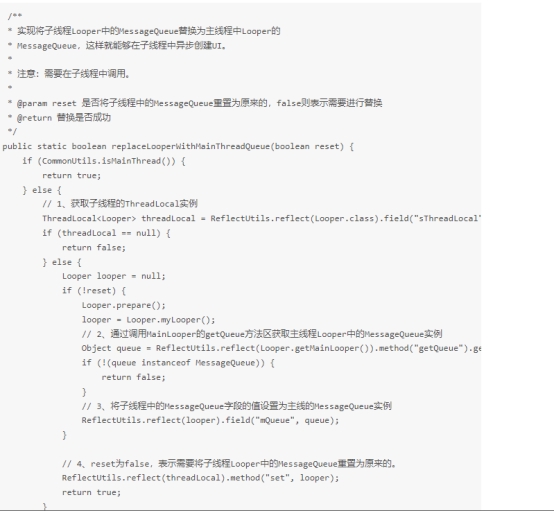 /**
 * 实现将子线程Looper中的MessageQueue替换为主线程中Looper的
 * MessageQueue，这样就能够在子线程中异步创建UI。
 *
 * 注意：需要在子线程中调用。
 *
 * @param reset 是否将子线程中的MessageQueue重置为原来的，false则表示需要进行替换
 * @return 替换是否成功
 */
public static boolean replaceLooperWithMainThreadQueue(boolean reset) {
    if (CommonUtils.isMainThread()) {
        return true;
    } else {
        // 1、获取子线程的ThreadLocal实例
        ThreadLocal<Looper> threadLocal = ReflectUtils.reflect(Looper.class).field("sThreadLocal"
        if (threadLocal == null) {
            return false;
        } else {
            Looper looper = null;
            if (!reset) {
                Looper.prepare();
                looper = Looper.myLooper();
                // 2、通过调用MainLooper的getQueue方法区获取主线程Looper中的MessageQueue实例
                Object queue = ReflectUtils.reflect(Looper.getMainLooper()).method("getQueue").ge
                if (!(queue instanceof MessageQueue)) {
                    return false;
                }
                // 3、将子线程中的MessageQueue字段的值设置为主线的MessageQueue实例
                ReflectUtils.reflect(looper).field("mQueue", queue);
            }
            // 4、reset为false，表示需要将子线程Looper中的MessageQueue重置为原来的。
            ReflectUtils.reflect(threadLocal).method("set", looper);
            return true;
        }